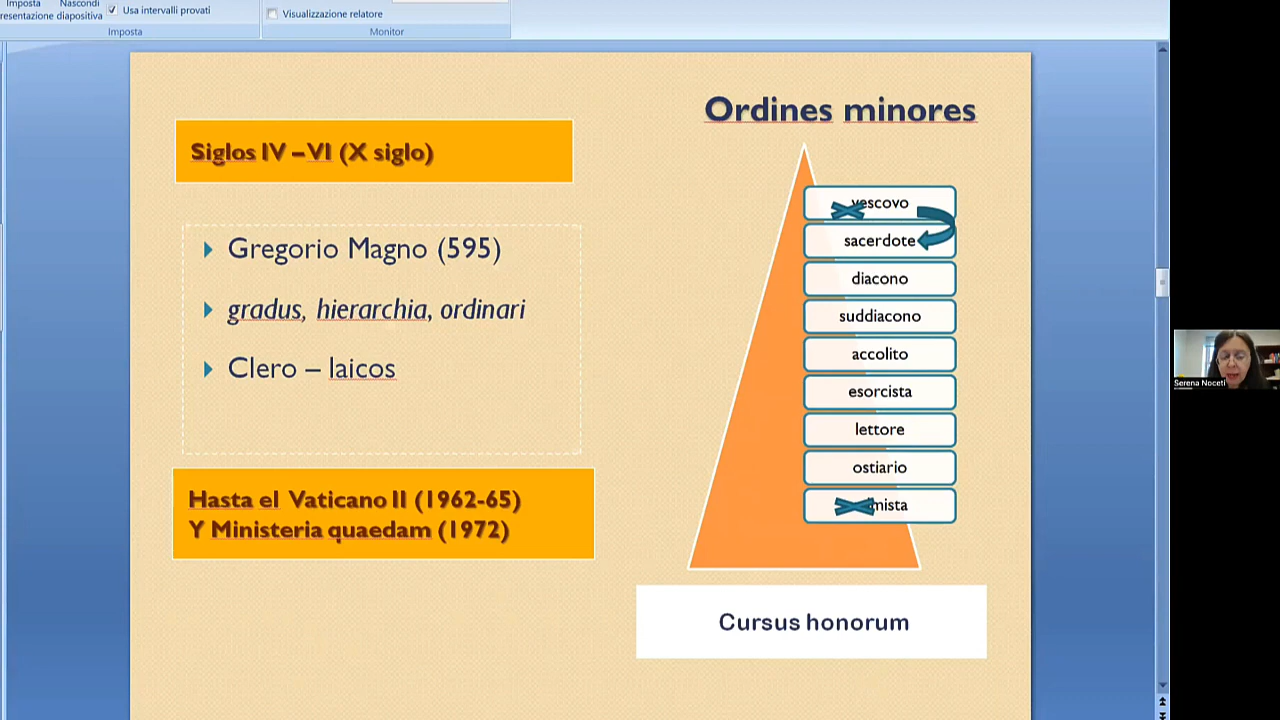 Imposta
resentazione
Nascondi
diapositiva
Usa intervalli provati
Imposta
Visualizzazione relatore
Monitor
Ordines minores
Siglos IV –VI (X siglo)
Gregorio Magno (595)
gradus, hierarchia, ordinari
Clero – laicos
Hasta el Vaticano II (1962-65)
Y Ministeria quaedam (1972)
vescovo
sacerdote
diacono
suddiacono
accolito
esorcista
lettore
ostiario
Cursus honorum
Serena Noceti